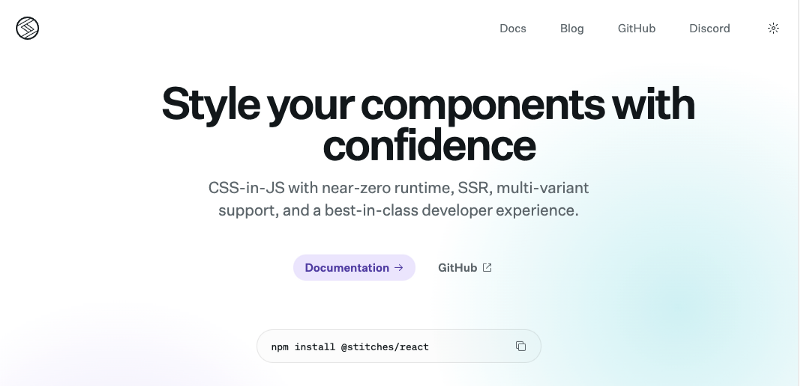 Docs Blog GitHub Discord
Style your components with
confidence
CSS-in-JS with near-zero runtime, SSR, multi-variant
support, and a best-in-class developer experience.
Documentation → GitHub
npm install @stitches/react